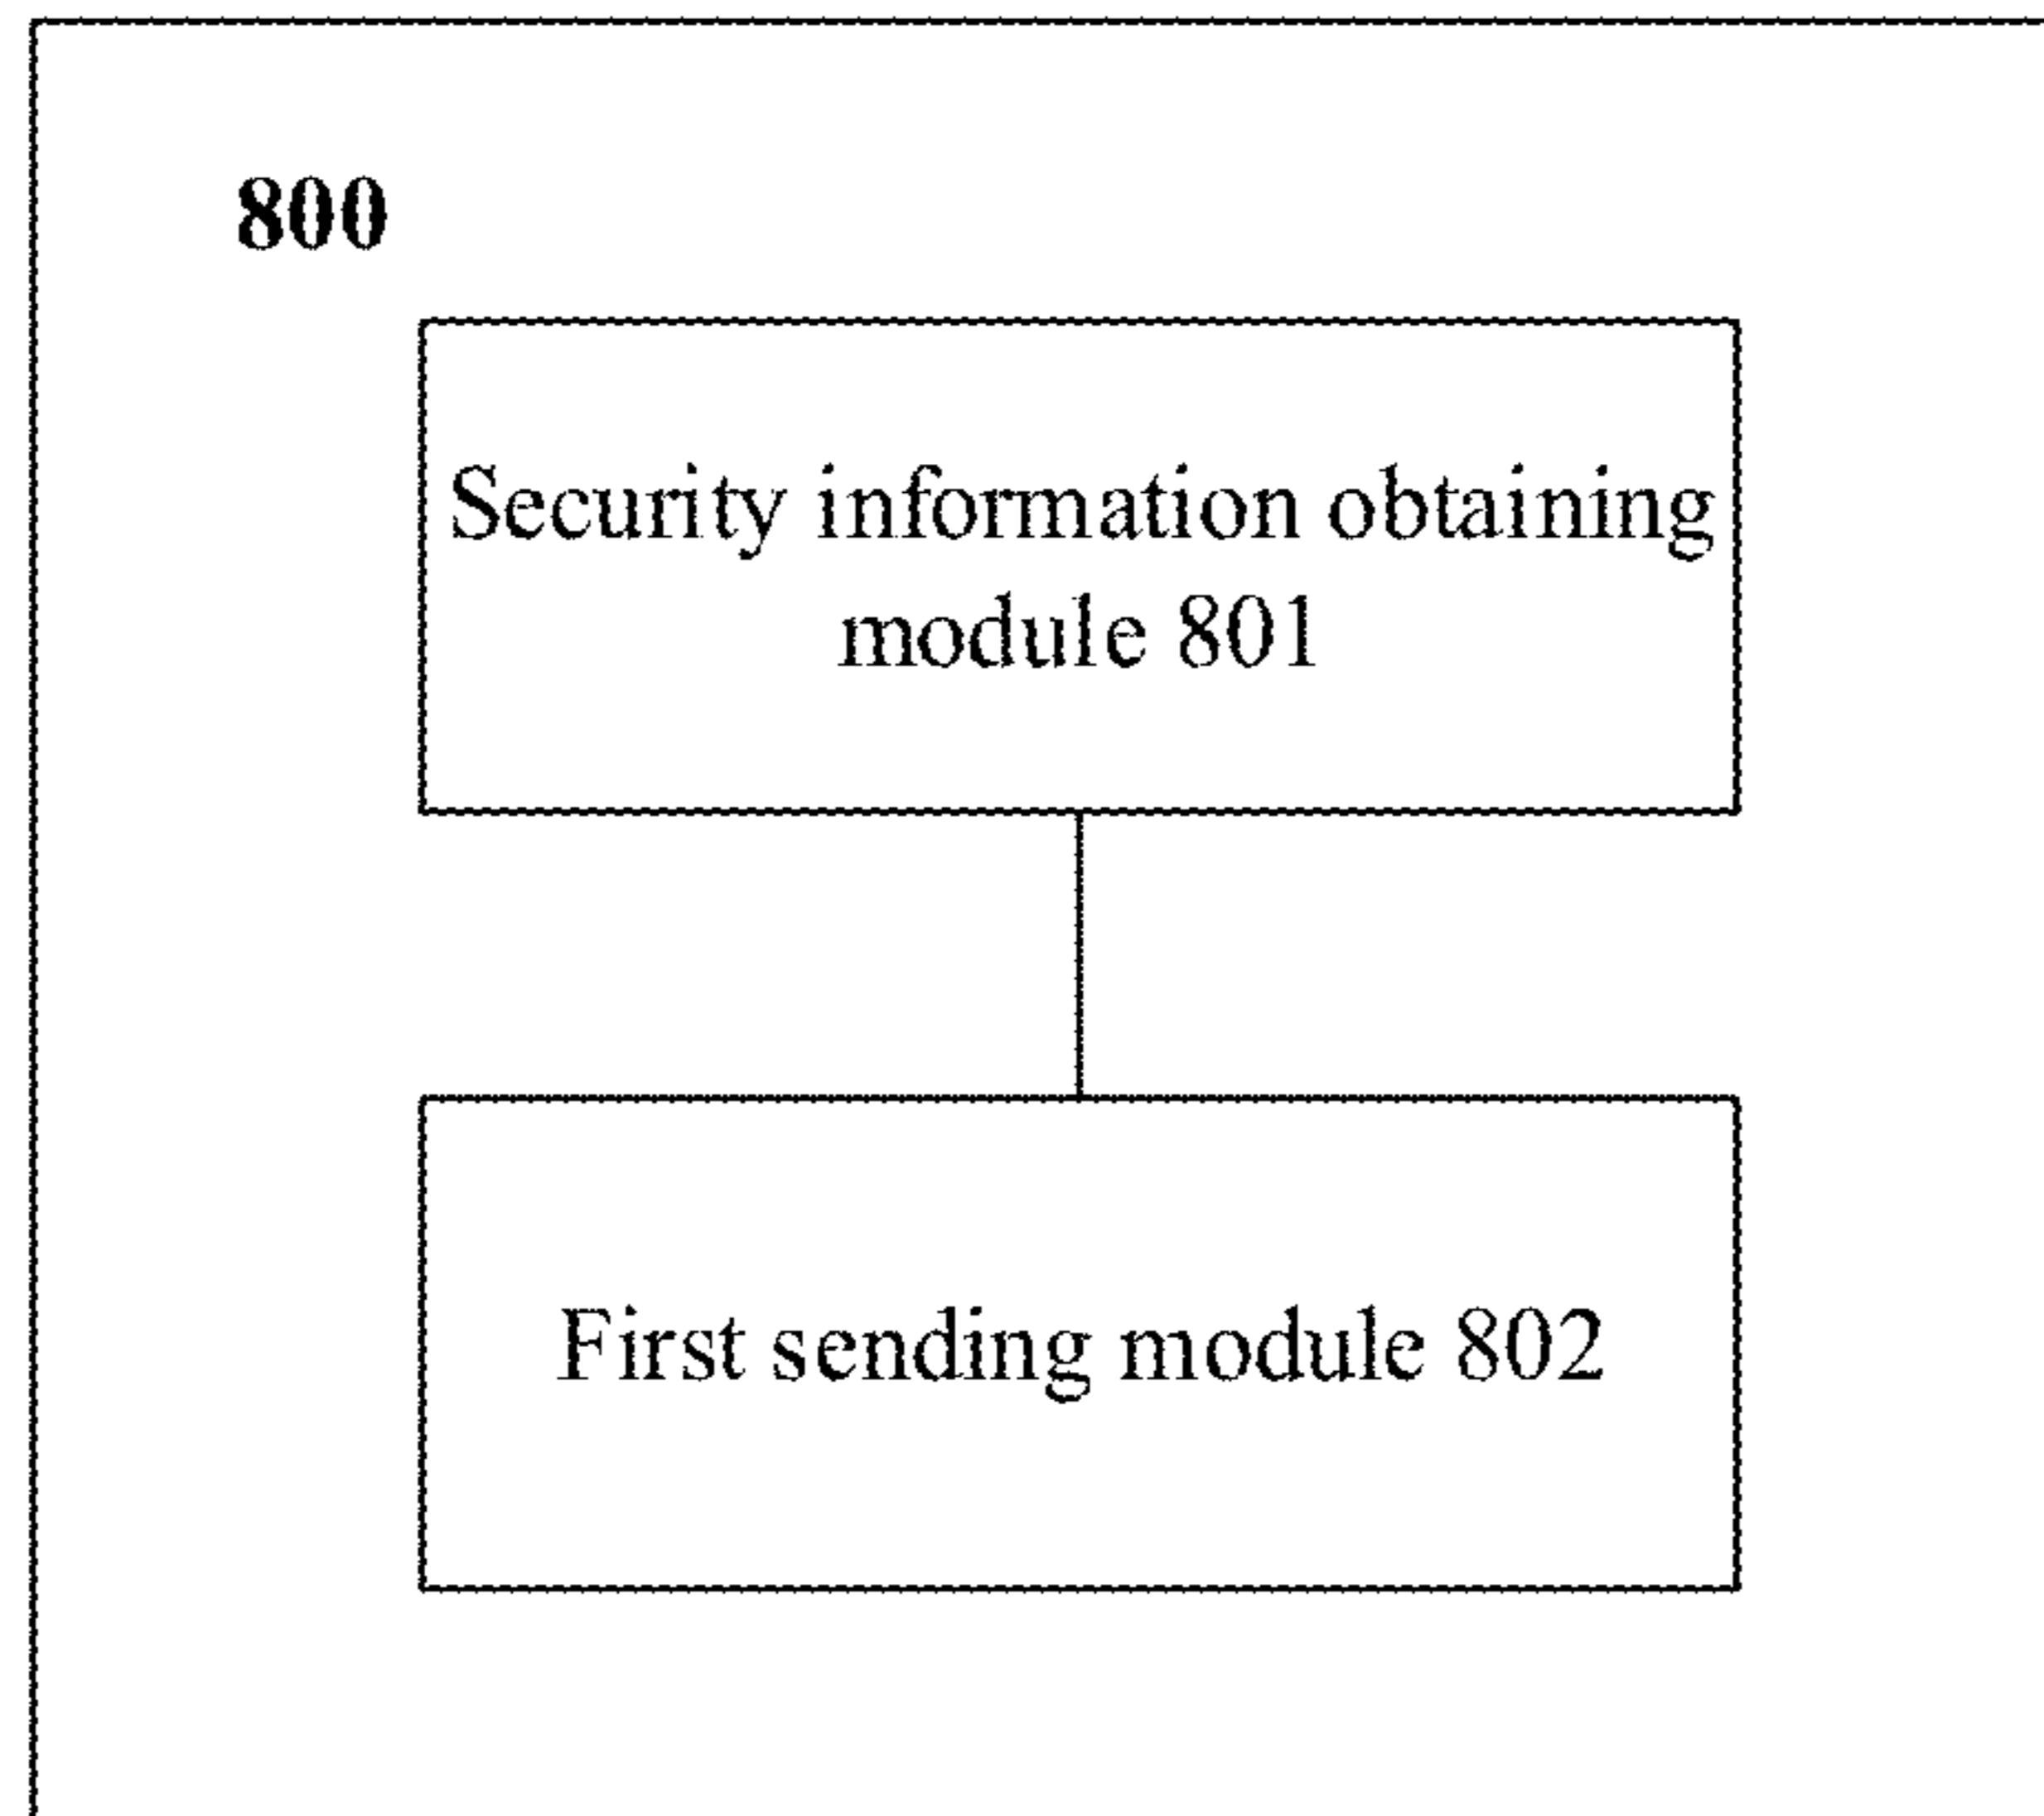 800
Security information obtaining
module 801
First sending module 802